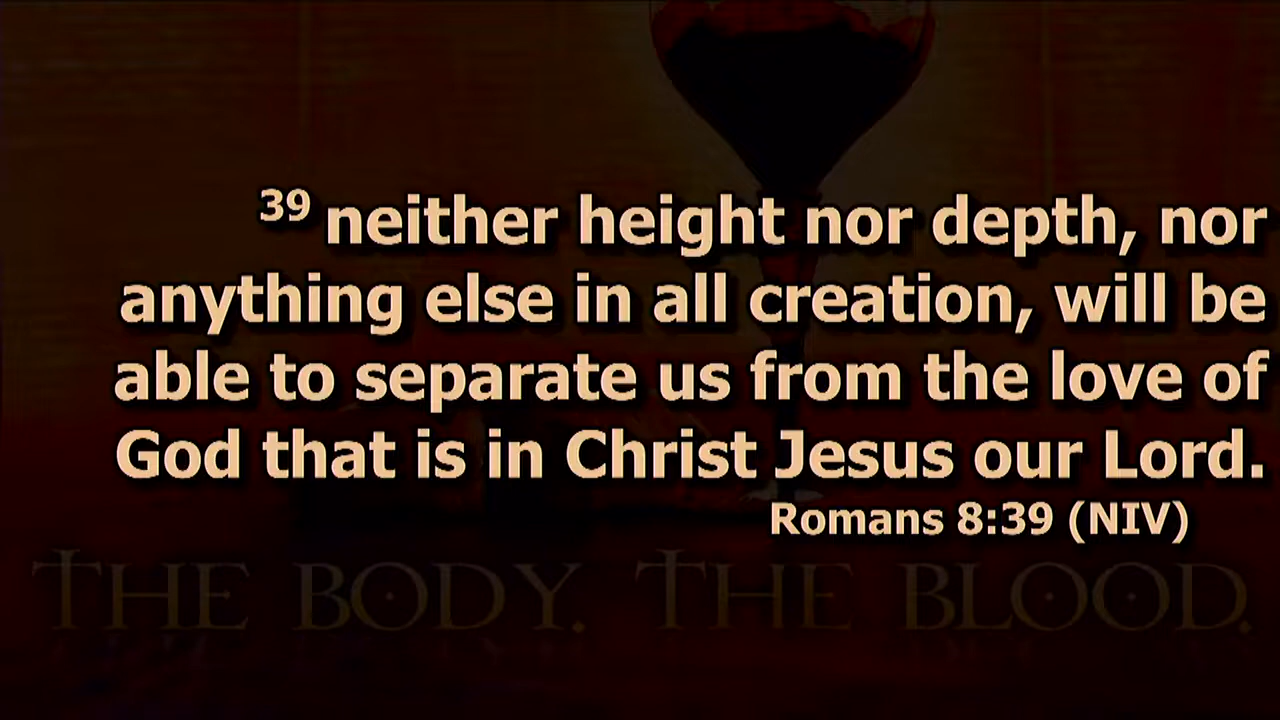 39 neither height nor depth, nor
anything else in all creation, will be
able to separate us from the love of
God that is in Christ Jesus our Lord.
Romans 8:39 (NIV)
THE BODY. THE BLOOD.